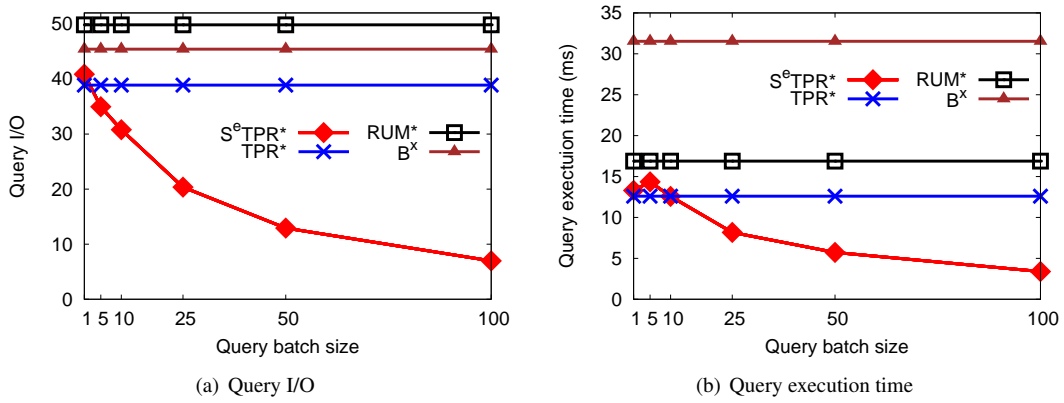 50
40
30
20
10
0
Query I/O
SᵉTPR*
TPR*
RUM*
Bˣ
1 5 10 25 50 100
Query batch size
(a) Query I/O
35
30
25
20
15
10
5
0
Query exectuion time (ms)
SᵉTPR*
TPR*
RUM*
Bˣ
1 5 10 25 50 100
Query batch size
(b) Query execution time